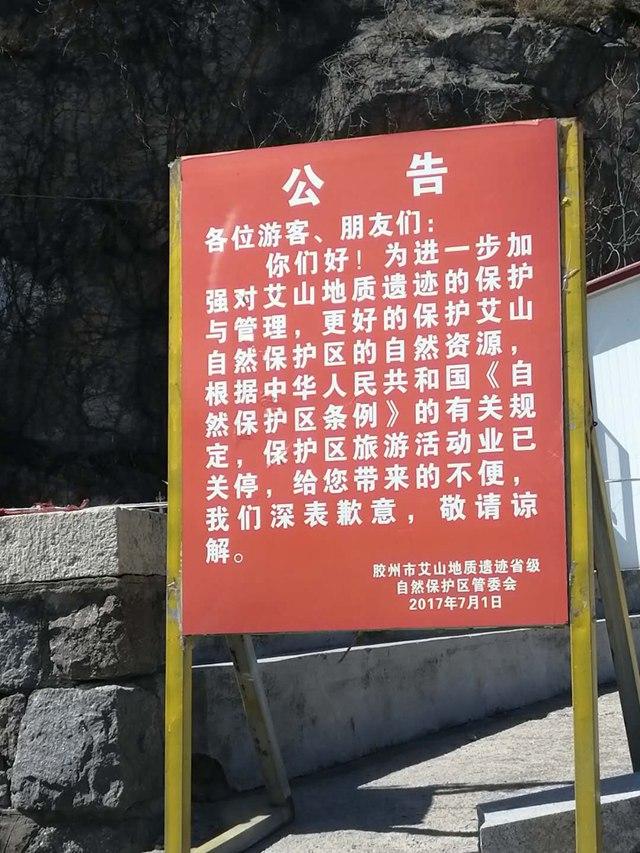 公告
各位游客、朋友们：
你们好！为进一步加
强对艾山地质遗迹的保护
与管理，更好的保护艾山
自然保护区的自然资源，
根据中华人民共和国《自
然保护区条例》的有关规
定，保护区旅游活动业已
关停，给您带来的不便，
我们深表歉意，敬请谅
解。
胶州市艾山地质遗迹省级
自然保护区管委会
2017年7月1日